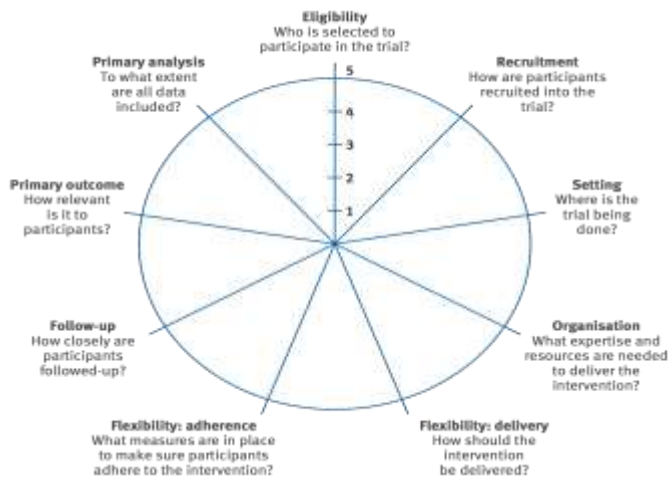 Eligibility
Who is selected to
participate in the trial?
Primary analysis
To what extent
are all data
included?
Recruitment
How are participants
recruited into the
trial?
5
4
3
2
1
Primary outcome
How relevant
is it to
participants?
Setting
Where is the
trial being
done?
Follow-up
How closely are
participants
followed-up?
Organisation
What expertise and
resources are needed
to deliver the
intervention?
Flexibility: adherence
What measures are in place
to make sure participants
adhere to the intervention?
Flexibility: delivery
How should the
intervention
be delivered?